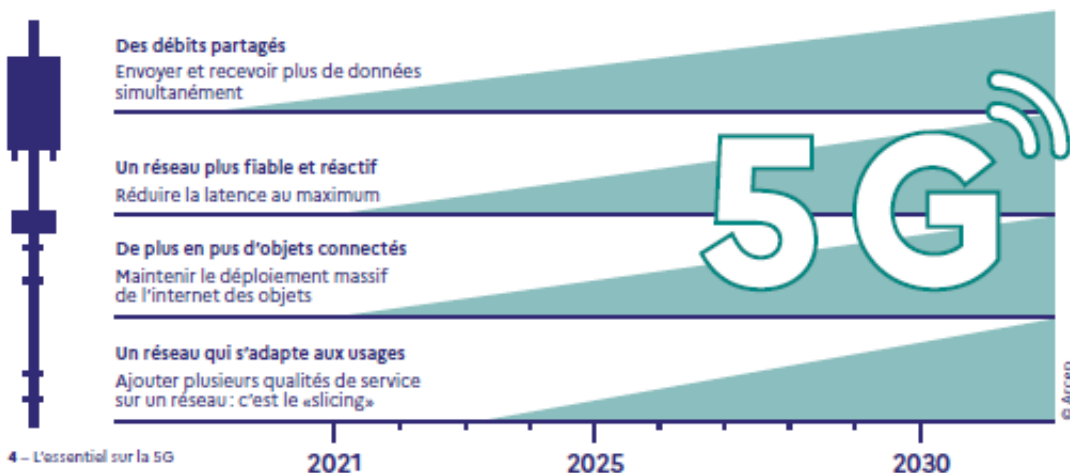 Des débits partagés
Envoyer et recevoir plus de données
simultanément
Un réseau plus fiable et réactif
Réduire la latence au maximum
De plus en pus d'objets connectés
Maintenir le déploiement massif
de l'internet des objets
Un réseau qui s'adapte aux usages
Ajouter plusieurs qualités de service
sur un réseau : c'est le «slicing»
5G
© Arcep
4 – L'essentiel sur la 5G
2021
2025
2030